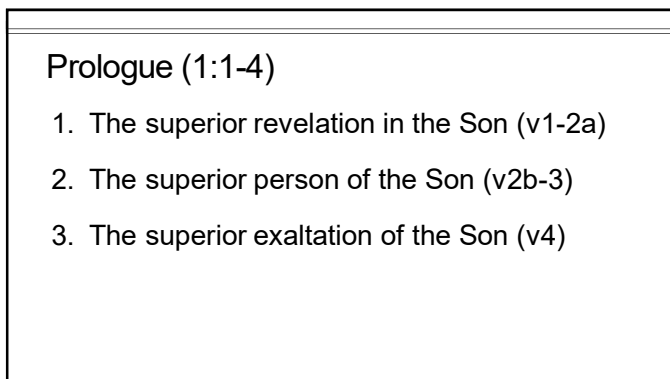 Prologue (1:1-4)
1. The superior revelation in the Son (v1-2a)
2. The superior person of the Son (v2b-3)
3. The superior exaltation of the Son (v4)